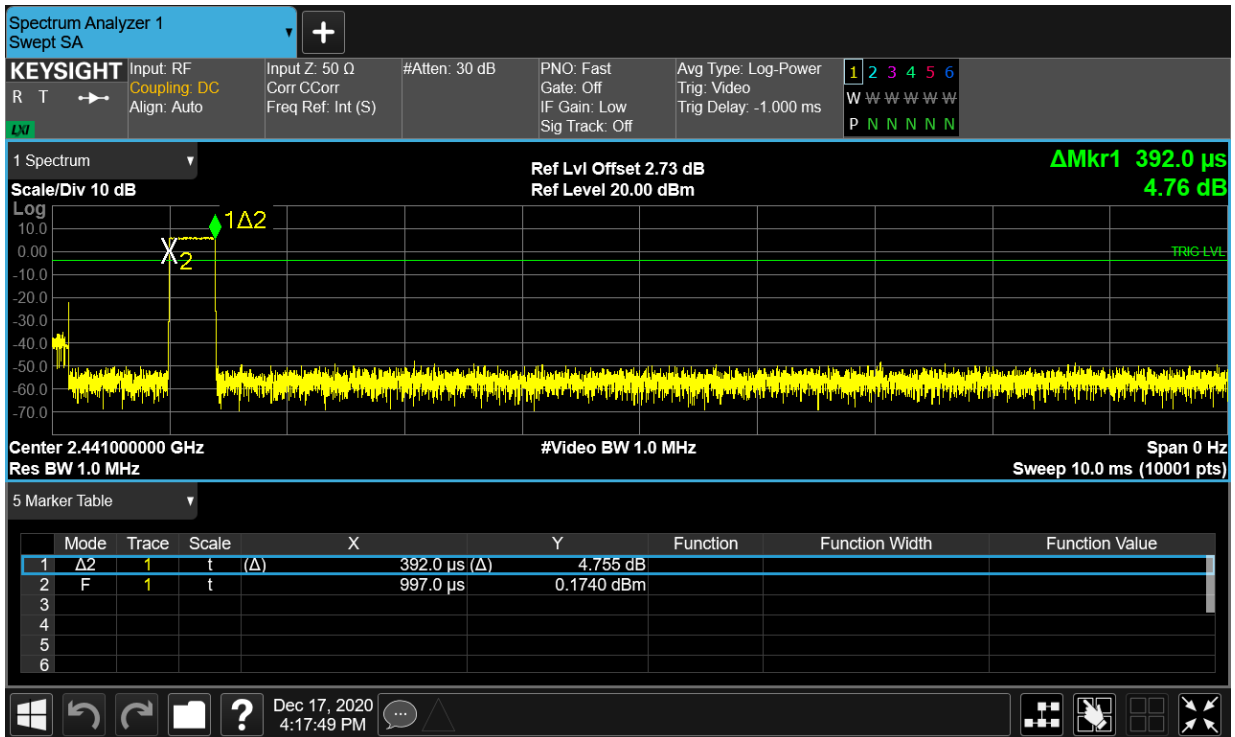 Spectrum Analyzer 1
Swept SA
KEYSIGHT
R T
LXI
Input: RF
Coupling: DC
Align: Auto
Input Z: 50 Ω
Corr CCorr
Freq Ref: Int (S)
#Atten: 30 dB
PNO: Fast
Gate: Off
IF Gain: Low
Sig Track: Off
Avg Type: Log-Power
Trig: Video
Trig Delay: -1.000 ms
1 2 3 4 5 6
W W W W W W
P N N N N N
1 Spectrum
Scale/Div 10 dB
Ref Lvl Offset 2.73 dB
Ref Level 20.00 dBm
ΔMkr1 392.0 µs
4.76 dB
Log
10.0
0.00
-10.0
-20.0
-30.0
-40.0
-50.0
-60.0
-70.0
1Δ2
2
TRIG LVL
Center 2.441000000 GHz
#Video BW 1.0 MHz
Span 0 Hz
Res BW 1.0 MHz
Sweep 10.0 ms (10001 pts)
5 Marker Table
Mode Trace Scale X Y Function Function Width Function Value
1 Δ2 1 t (Δ) 392.0 µs (Δ) 4.755 dB
2 F 1 t 997.0 µs 0.1740 dBm
3
4
5
6
?
Dec 17, 2020
4:17:49 PM